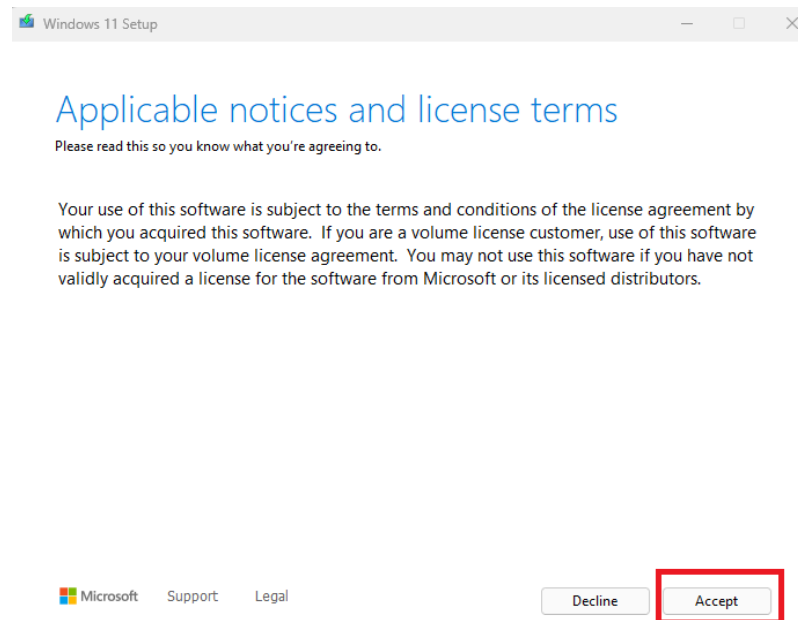 Windows 11 Setup
Applicable notices and license terms
Please read this so you know what you're agreeing to.
Your use of this software is subject to the terms and conditions of the license agreement by
which you acquired this software.  If you are a volume license customer, use of this software
is subject to your volume license agreement.  You may not use this software if you have not
validly acquired a license for the software from Microsoft or its licensed distributors.
Microsoft Support Legal Decline Accept